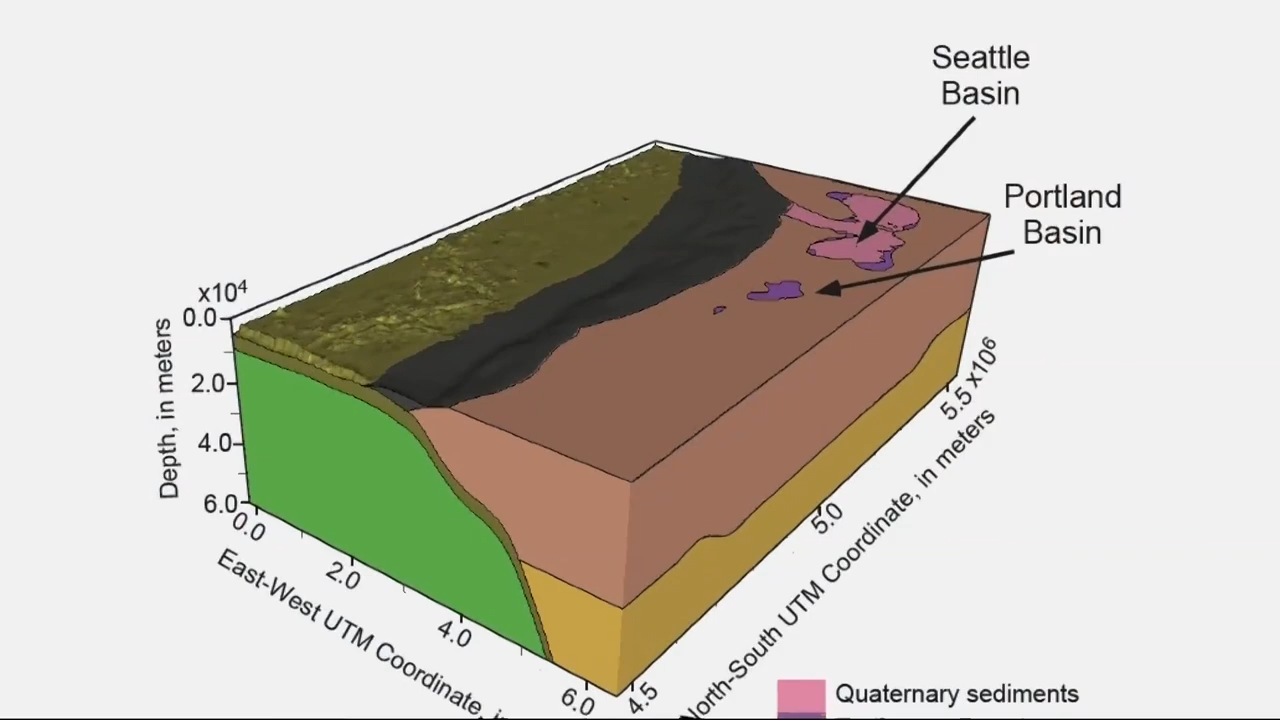 Seattle
Basin
Portland
Basin
x10⁴
0.0
2.0
4.0
6.0
Depth, in meters
0.0
2.0
4.0
6.0
East-West UTM Coordinate,
4.5
5.0
5.5 x10⁶
North-South UTM Coordinate, in meters
Quaternary sediments